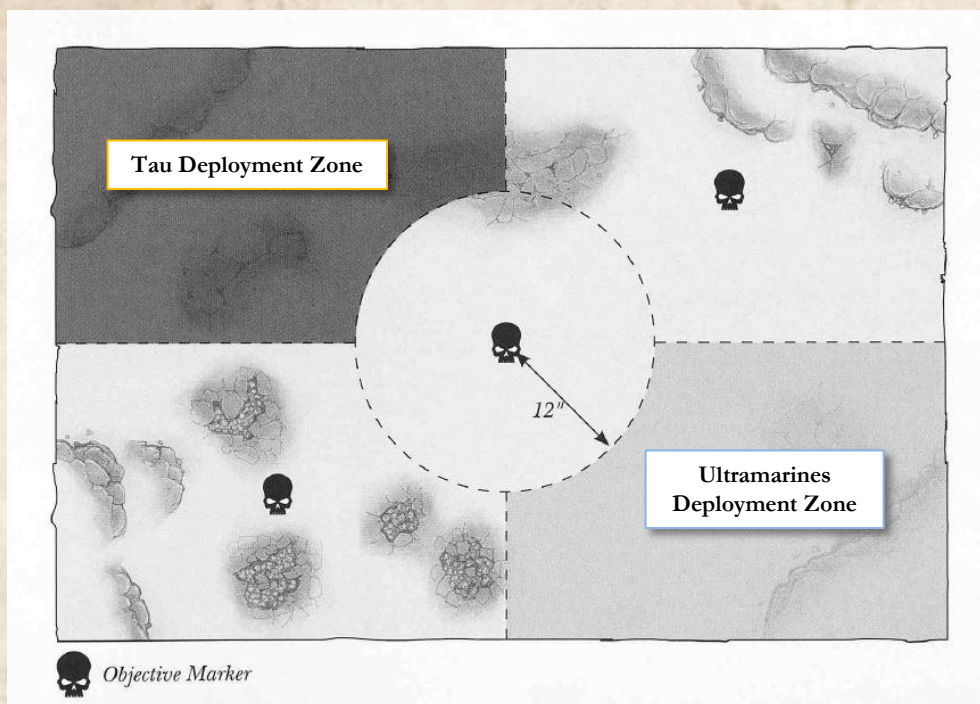 Tau Deployment Zone
12"
Ultramarines
Deployment Zone
Objective Marker